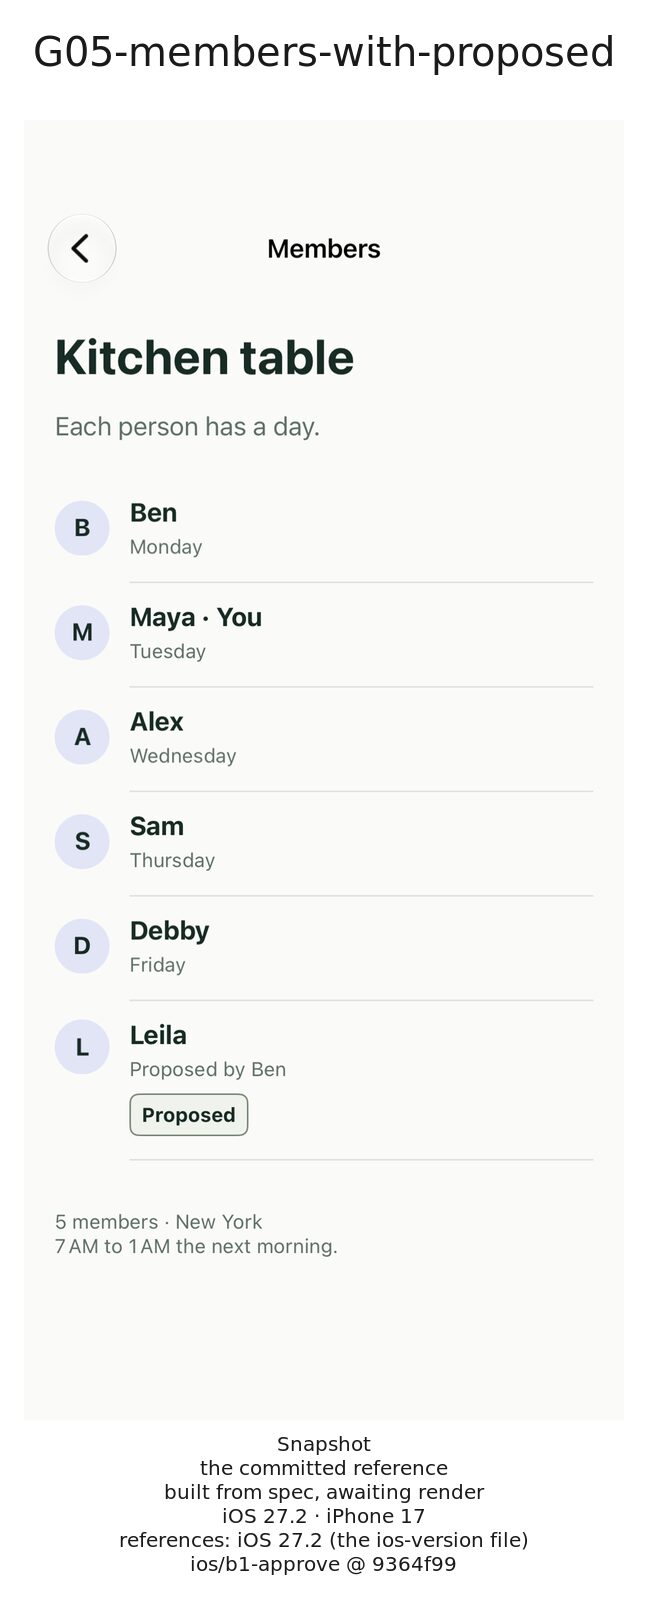 G05-members-with-proposed
Members
Kitchen table
Each person has a day.
B
Ben
Monday
M
Maya · You
Tuesday
A
Alex
Wednesday
S
Sam
Thursday
D
Debby
Friday
L
Leila
Proposed by Ben
Proposed
5 members · New York
7 AM to 1 AM the next morning.
Snapshot
the committed reference
built from spec, awaiting render
iOS 27.2 · iPhone 17
references: iOS 27.2 (the ios-version file)
ios/b1-approve @ 9364f99